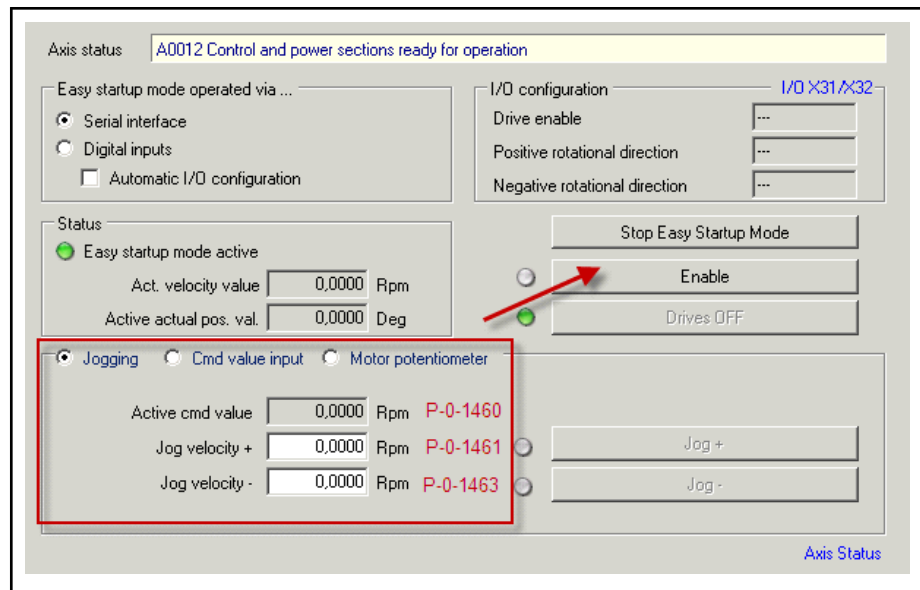 Axis status A0012 Control and power sections ready for operation
Easy startup mode operated via ...
Serial interface
Digital inputs
Automatic I/O configuration
I/O configuration I/O X31/X32
Drive enable ---
Positive rotational direction ---
Negative rotational direction ---
Status
Easy startup mode active
Act. velocity value 0,0000 Rpm
Active actual pos. val. 0,0000 Deg
Stop Easy Startup Mode
Enable
Drives OFF
Jogging Cmd value input Motor potentiometer
Active cmd value 0,0000 Rpm P-0-1460
Jog velocity + 0,0000 Rpm P-0-1461 Jog +
Jog velocity - 0,0000 Rpm P-0-1463 Jog -
Axis Status